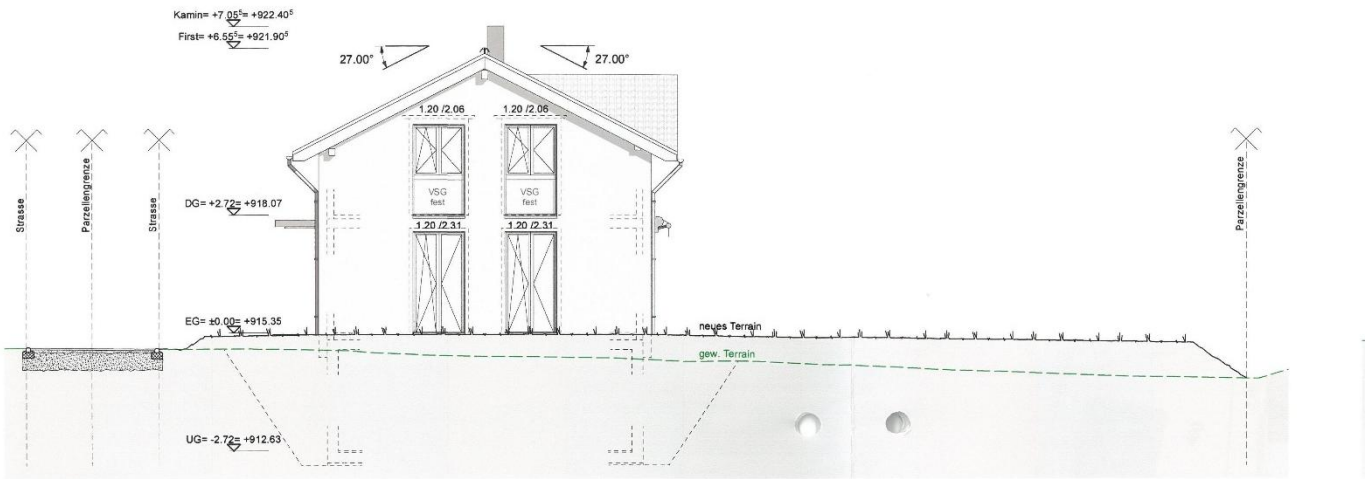 Kamin= +7.05⁵= +922.40⁵
First= +6.55⁵= +921.90⁵
27.00°
27.00°
1.20 /2.06
1.20 /2.06
Strasse
Parzellengrenze
Strasse
Parzellengrenze
VSG
fest
VSG
fest
DG= +2.72= +918.07
1.20 /2.31
1.20 /2.31
EG= ±0.00= +915.35
neues Terrain
gew. Terrain
UG= -2.72= +912.63